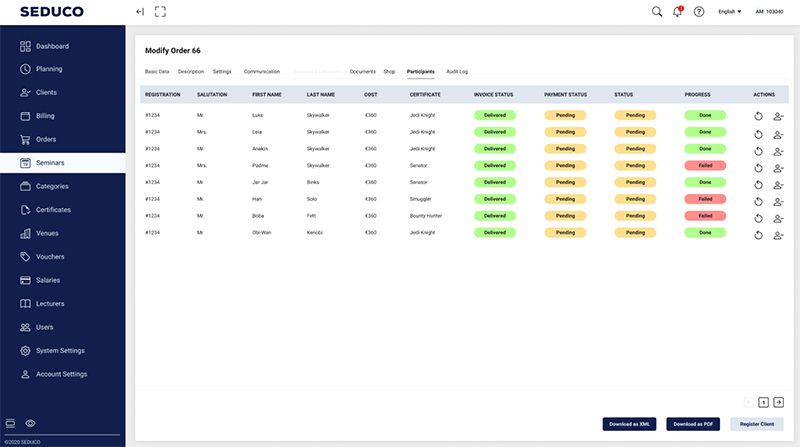 SEDUCO
English ▼ AM 103040
1
Dashboard
Planning
Clients
Billing
Orders
Seminars
Categories
Certificates
Venues
Vouchers
Salaries
Lecturers
Users
System Settings
Account Settings
©2020 SEDUCO
Modify Order 66
Basic Data Description Settings Communication Documents Shop Participants Audit Log
REGISTRATION SALUTATION FIRST NAME LAST NAME COST CERTIFICATE INVOICE STATUS PAYMENT STATUS STATUS PROGRESS ACTIONS
#1234 Mr. Luke Skywalker €360 Jedi Knight Delivered Pending Pending Done
#1234 Mrs. Leia Skywalker €360 Jedi Knight Delivered Pending Pending Done
#1234 Mr. Anakin Skywalker €360 Jedi Knight Delivered Pending Pending Done
#1234 Mrs. Padme Skywalker €360 Senator Delivered Pending Pending Failed
#1234 Mr. Jar Jar Binks €360 Senator Delivered Pending Pending Done
#1234 Mr. Han Solo €360 Smuggler Delivered Pending Pending Failed
#1234 Mr. Boba Fett €360 Bounty Hunter Delivered Pending Pending Failed
#1234 Mr. Obi-Wan Kenobi €360 Jedi Knight Delivered Pending Pending Done
1
Download as XML Download as PDF Register Client